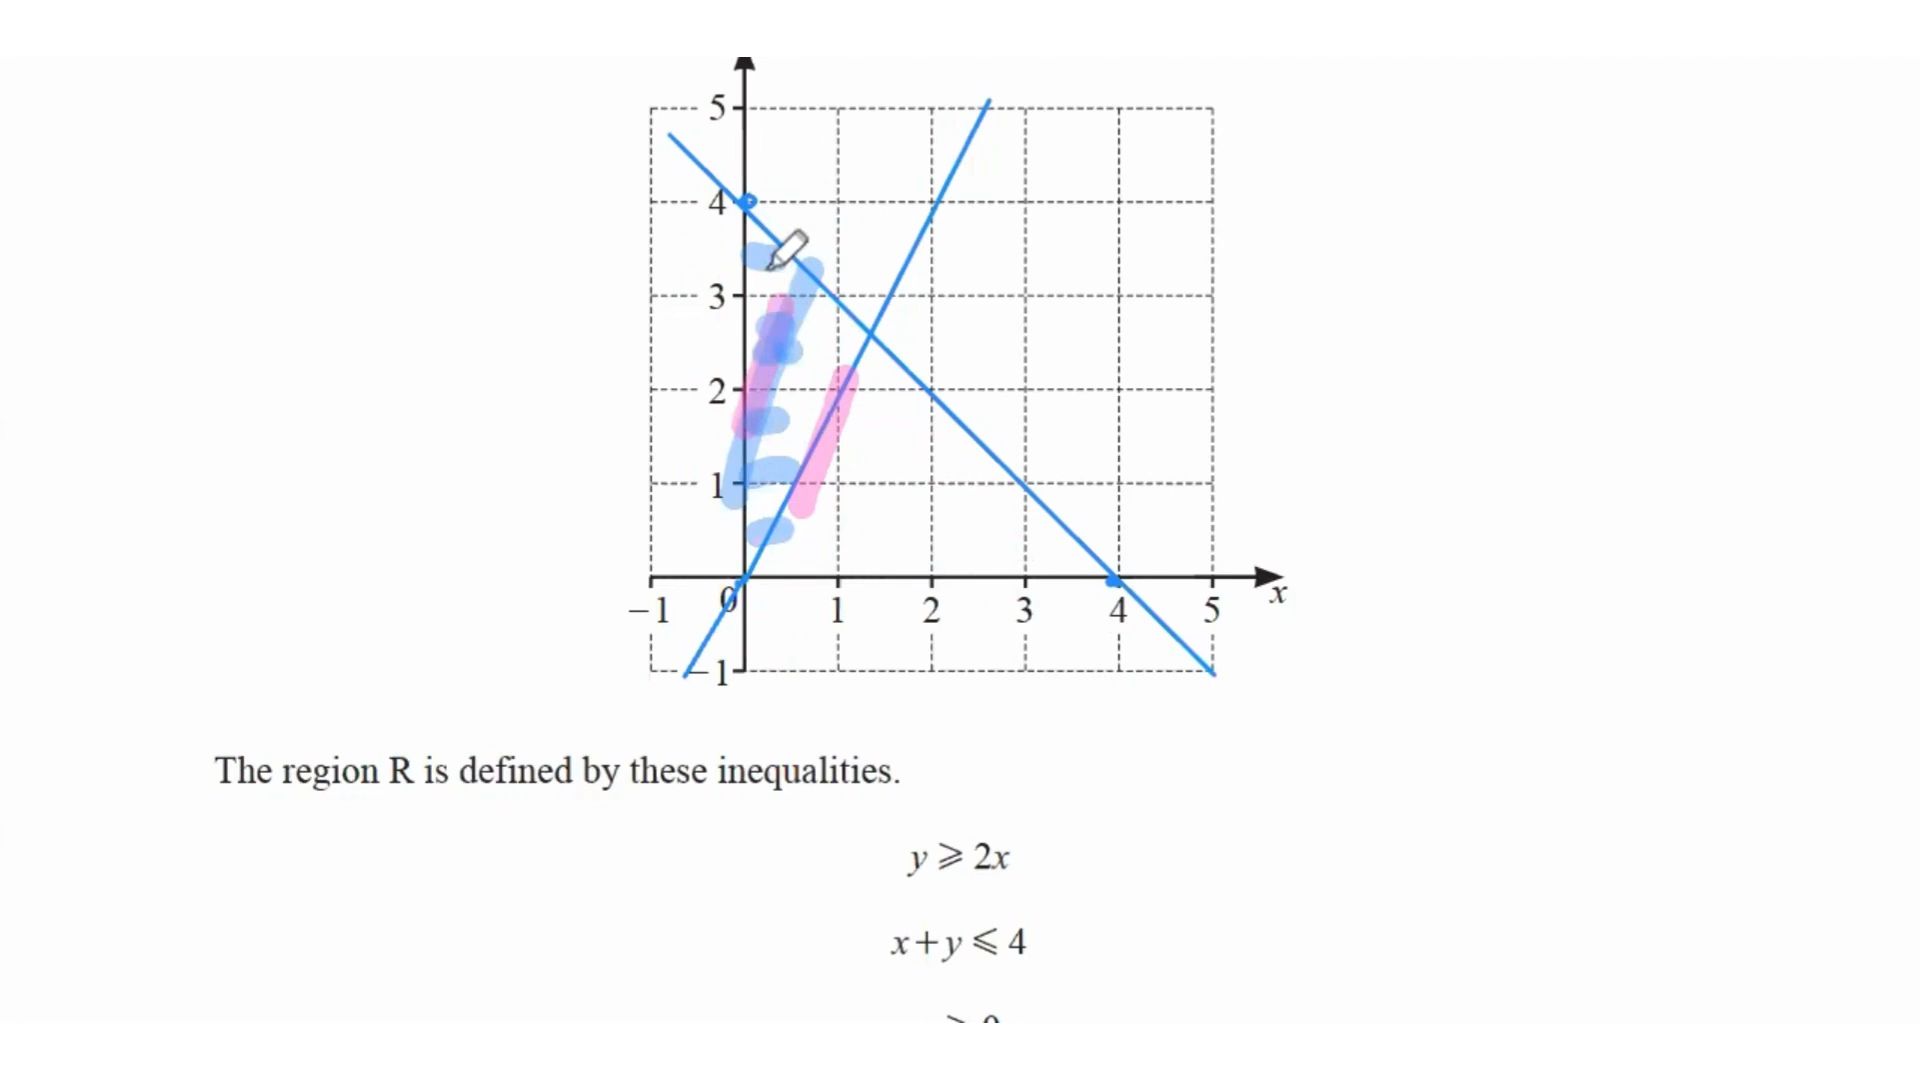 5
4
3
2
1
0
−1 1 2 3 4 5 x
−1
The region R is defined by these inequalities.
y ⩾ 2x
x+y ⩽ 4